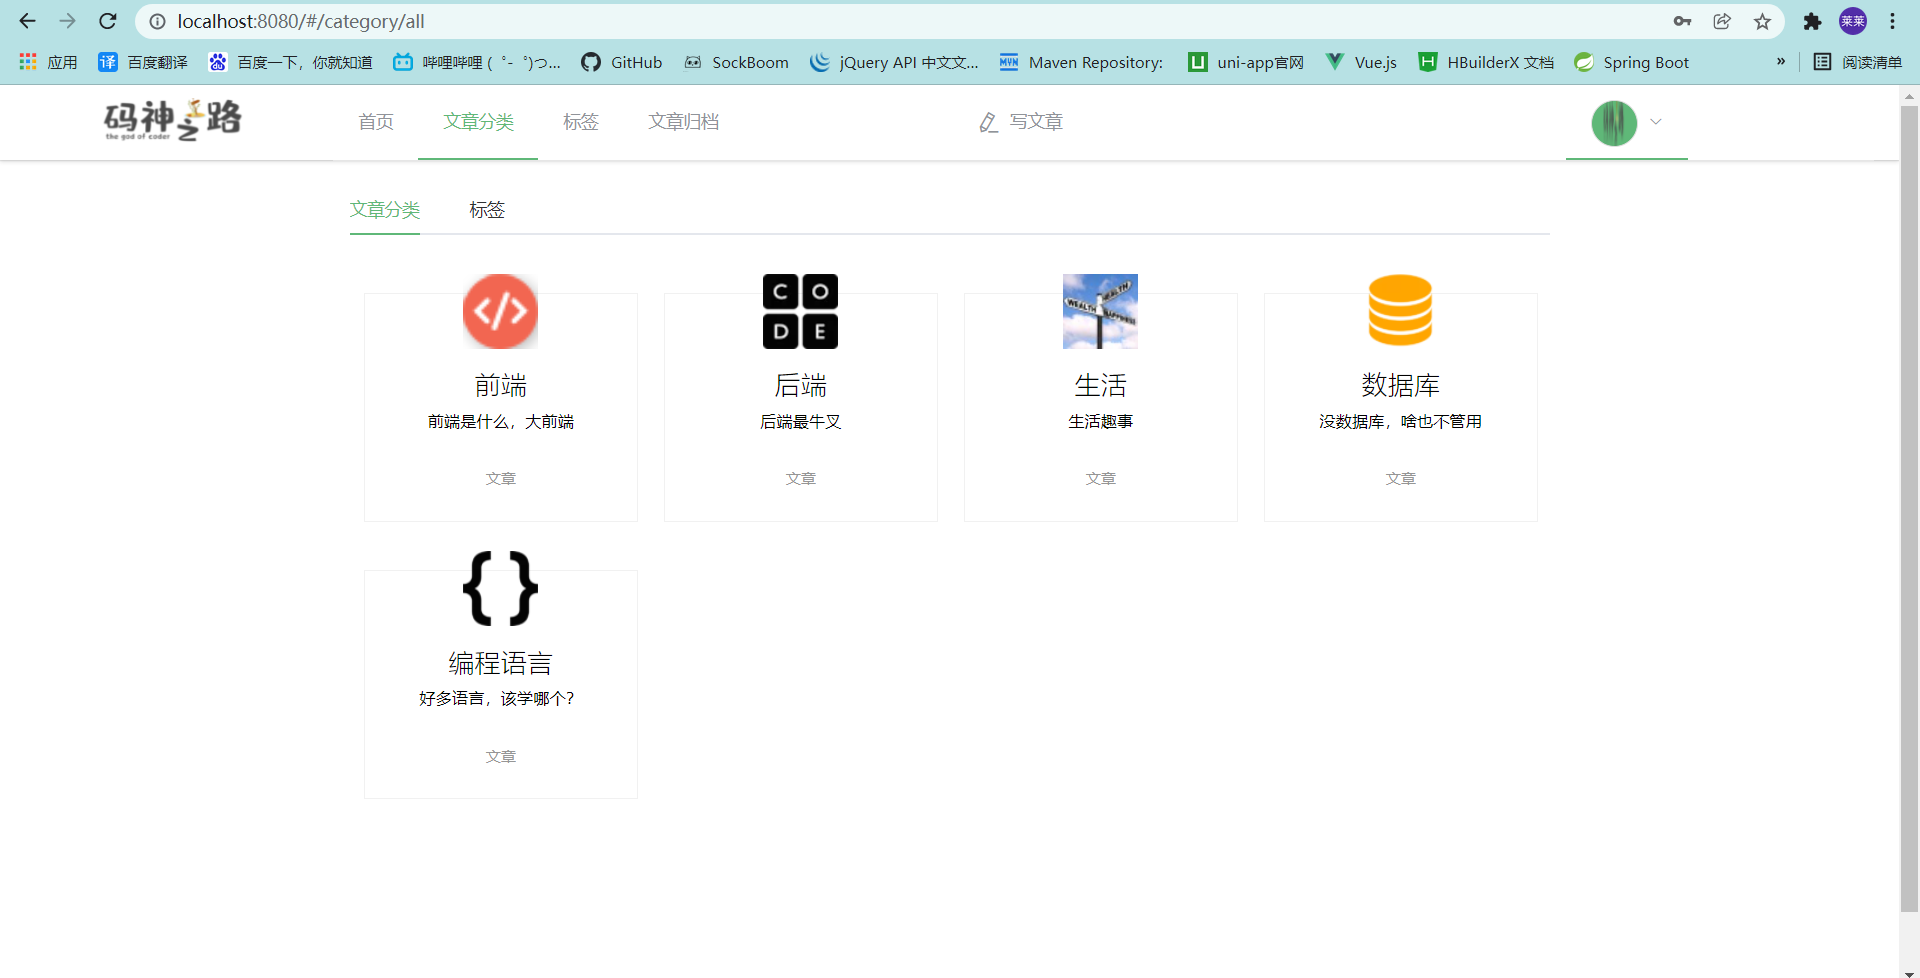 localhost:8080/#/category/all
莱莱
应用 译 百度翻译 du 百度一下，你就知道 哔哩哔哩 ( ゜- ゜)つ... GitHub SockBoom jQuery API 中文文... MVN Maven Repository: uni-app官网 Vue.js HBuilderX 文档 Spring Boot » 阅读清单
码神之路
the god of coder
首页 文章分类 标签 文章归档 写文章
文章分类 标签
</> CODE WEALTH 
前端 后端 生活 数据库
前端是什么，大前端 后端最牛叉 生活趣事 没数据库，啥也不管用
文章 文章 文章 文章
{}
编程语言
好多语言，该学哪个？
文章